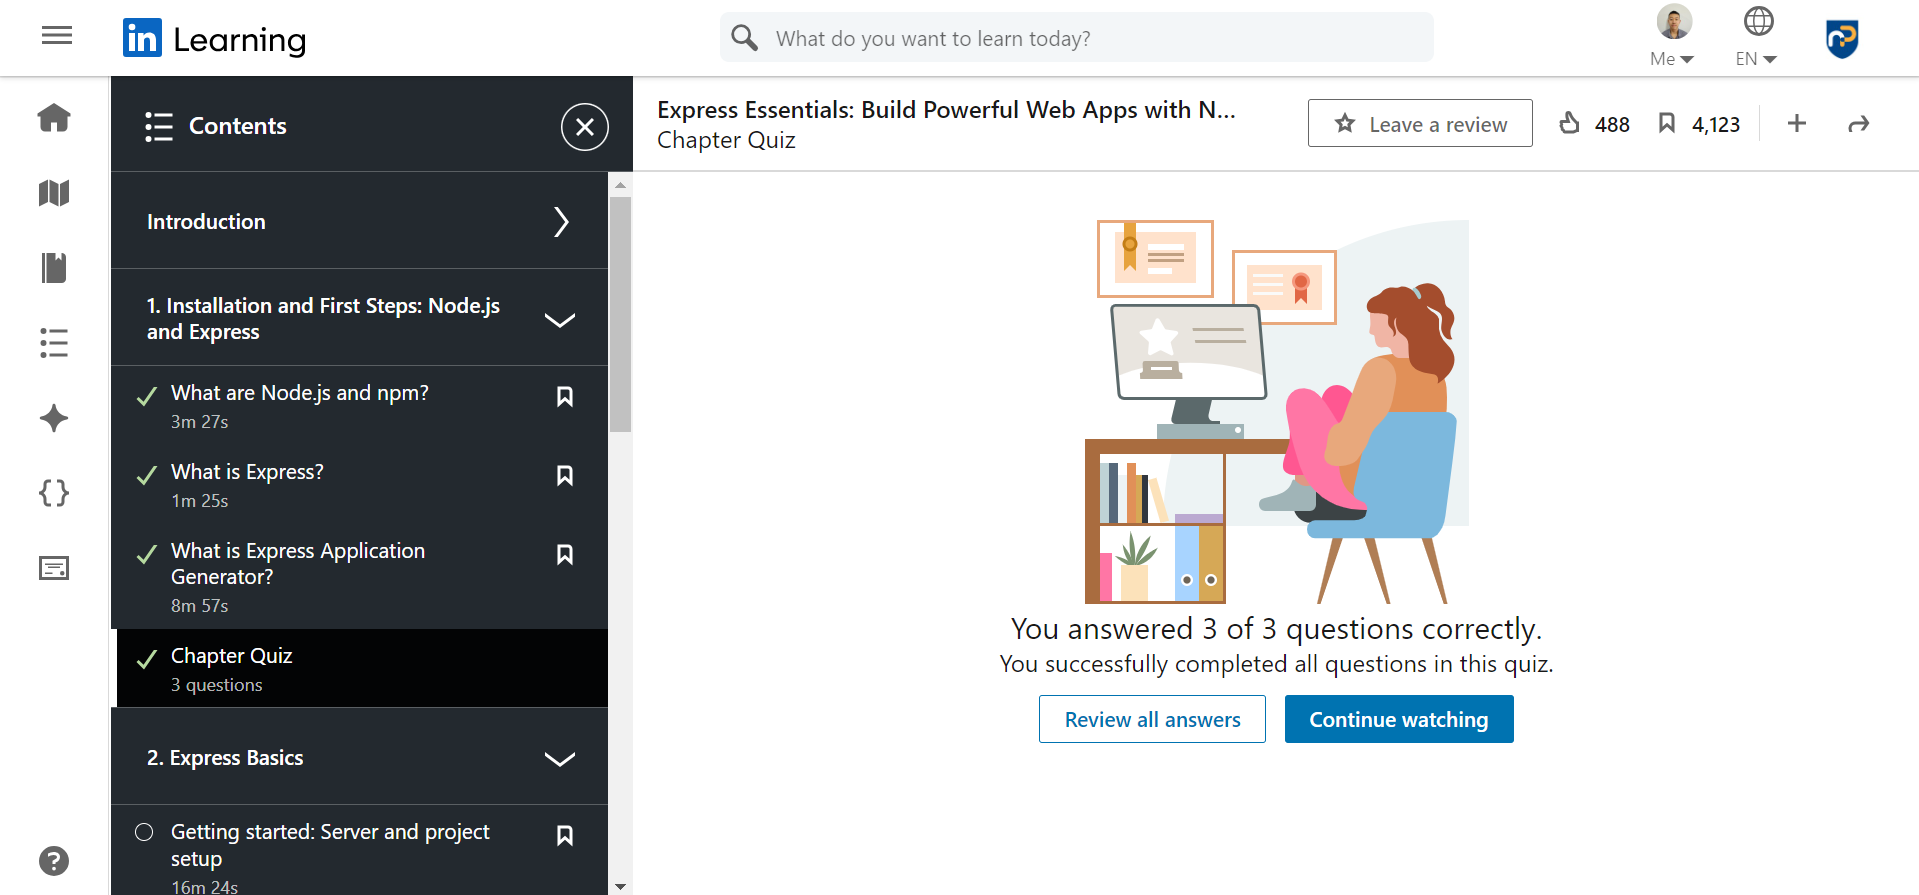 in Learning
What do you want to learn today?
Me
EN
Contents
Introduction
1. Installation and First Steps: Node.js
and Express
What are Node.js and npm?
3m 27s
What is Express?
1m 25s
What is Express Application
Generator?
8m 57s
Chapter Quiz
3 questions
2. Express Basics
Getting started: Server and project
setup
16m 24s
Express Essentials: Build Powerful Web Apps with N...
Chapter Quiz
Leave a review
488
4,123
You answered 3 of 3 questions correctly.
You successfully completed all questions in this quiz.
Review all answers
Continue watching